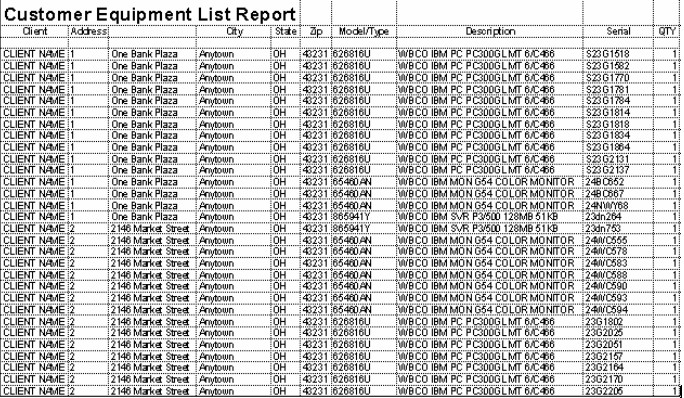 Customer Equipment List Report
Client Address City State Zip Model/Type Description Serial QTY
CLIENT NAME 1 One Bank Plaza Anytown OH 43231 626816U WBCO IBM PC PC300GL MT 6/C466 S23G1518 1
CLIENT NAME 1 One Bank Plaza Anytown OH 43231 626816U WBCO IBM PC PC300GL MT 6/C466 S23G1582 1
CLIENT NAME 1 One Bank Plaza Anytown OH 43231 626816U WBCO IBM PC PC300GL MT 6/C466 S23G1770 1
CLIENT NAME 1 One Bank Plaza Anytown OH 43231 626816U WBCO IBM PC PC300GL MT 6/C466 S23G1781 1
CLIENT NAME 1 One Bank Plaza Anytown OH 43231 626816U WBCO IBM PC PC300GL MT 6/C466 S23G1784 1
CLIENT NAME 1 One Bank Plaza Anytown OH 43231 626816U WBCO IBM PC PC300GL MT 6/C466 S23G1814 1
CLIENT NAME 1 One Bank Plaza Anytown OH 43231 626816U WBCO IBM PC PC300GL MT 6/C466 S23G1818 1
CLIENT NAME 1 One Bank Plaza Anytown OH 43231 626816U WBCO IBM PC PC300GL MT 6/C466 S23G1834 1
CLIENT NAME 1 One Bank Plaza Anytown OH 43231 626816U WBCO IBM PC PC300GL MT 6/C466 S23G1864 1
CLIENT NAME 1 One Bank Plaza Anytown OH 43231 626816U WBCO IBM PC PC300GL MT 6/C466 S23G2131 1
CLIENT NAME 1 One Bank Plaza Anytown OH 43231 626816U WBCO IBM PC PC300GL MT 6/C466 S23G2137 1
CLIENT NAME 1 One Bank Plaza Anytown OH 43231 65460AN WBCO IBM MON G54 COLOR MONITOR 24BC652 1
CLIENT NAME 1 One Bank Plaza Anytown OH 43231 65460AN WBCO IBM MON G54 COLOR MONITOR 24BC667 1
CLIENT NAME 1 One Bank Plaza Anytown OH 43231 65460AN WBCO IBM MON G54 COLOR MONITOR 24NWY68 1
CLIENT NAME 1 One Bank Plaza Anytown OH 43231 865941Y WBCO IBM SVR P3/500 128MB 51KB 23dn264 1
CLIENT NAME 2 2146 Market Street Anytown OH 43231 865941Y WBCO IBM SVR P3/500 128MB 51KB 23dn753 1
CLIENT NAME 2 2146 Market Street Anytown OH 43231 65460AN WBCO IBM MON G54 COLOR MONITOR 24WC555 1
CLIENT NAME 2 2146 Market Street Anytown OH 43231 65460AN WBCO IBM MON G54 COLOR MONITOR 24WC578 1
CLIENT NAME 2 2146 Market Street Anytown OH 43231 65460AN WBCO IBM MON G54 COLOR MONITOR 24WC583 1
CLIENT NAME 2 2146 Market Street Anytown OH 43231 65460AN WBCO IBM MON G54 COLOR MONITOR 24WC588 1
CLIENT NAME 2 2146 Market Street Anytown OH 43231 65460AN WBCO IBM MON G54 COLOR MONITOR 24WC590 1
CLIENT NAME 2 2146 Market Street Anytown OH 43231 65460AN WBCO IBM MON G54 COLOR MONITOR 24WC593 1
CLIENT NAME 2 2146 Market Street Anytown OH 43231 65460AN WBCO IBM MON G54 COLOR MONITOR 24WC594 1
CLIENT NAME 2 2146 Market Street Anytown OH 43231 626816U WBCO IBM PC PC300GL MT 6/C466 23G1802 1
CLIENT NAME 2 2146 Market Street Anytown OH 43231 626816U WBCO IBM PC PC300GL MT 6/C466 23G2025 1
CLIENT NAME 2 2146 Market Street Anytown OH 43231 626816U WBCO IBM PC PC300GL MT 6/C466 23G2051 1
CLIENT NAME 2 2146 Market Street Anytown OH 43231 626816U WBCO IBM PC PC300GL MT 6/C466 23G2157 1
CLIENT NAME 2 2146 Market Street Anytown OH 43231 626816U WBCO IBM PC PC300GL MT 6/C466 23G2164 1
CLIENT NAME 2 2146 Market Street Anytown OH 43231 626816U WBCO IBM PC PC300GL MT 6/C466 23G2170 1
CLIENT NAME 2 2146 Market Street Anytown OH 43231 626816U WBCO IBM PC PC300GL MT 6/C466 23G2205 1